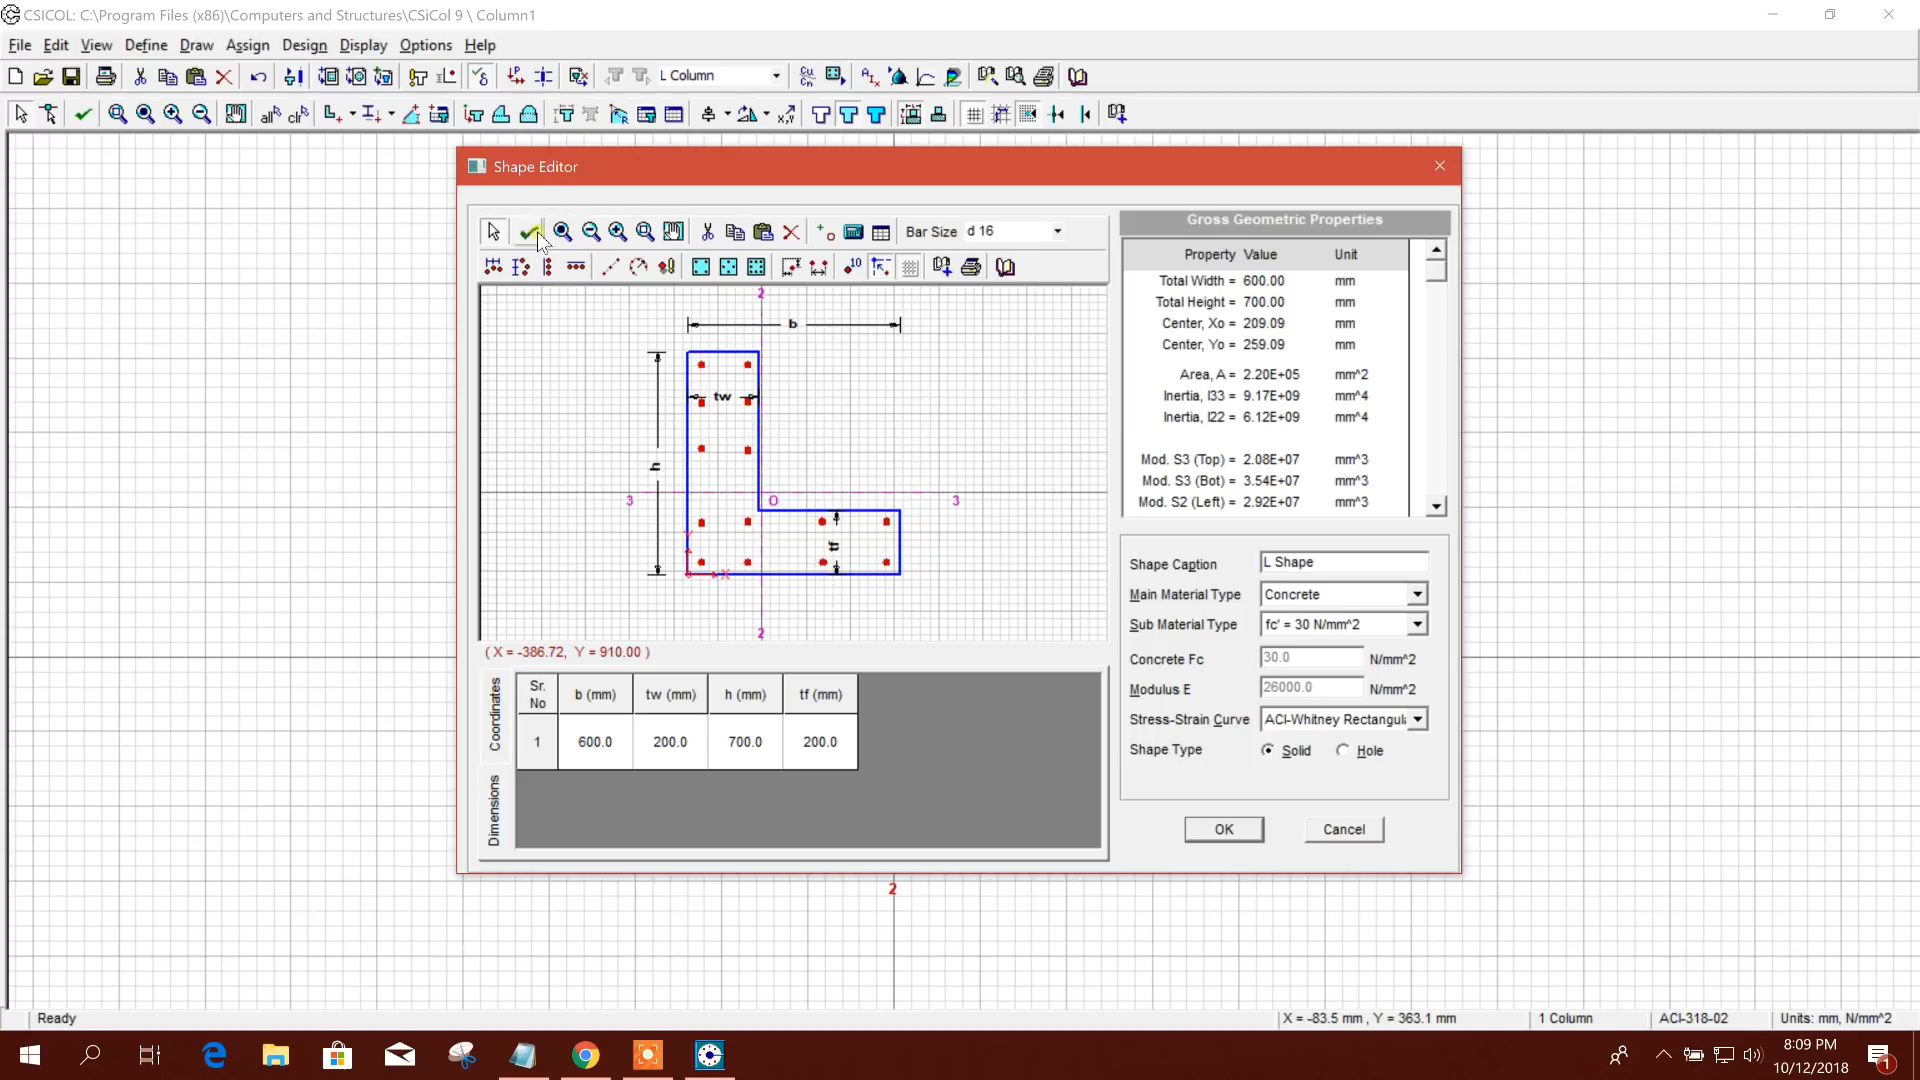 CSICOL: C:\Program Files (x86)\Computers and Structures\CSiCol 9 \ Column1
File Edit View Define Draw Assign Design Display Options Help
L Column
Shape Editor
Bar Size d 16
10
2
b
tw
h
3 O 3
tf
X
2
( X = -386.72, Y = 910.00 )
Gross Geometric Properties
Property Value Unit
Total Width = 600.00 mm
Total Height = 700.00 mm
Center, Xo = 209.09 mm
Center, Yo = 259.09 mm
Area, A = 2.20E+05 mm^2
Inertia, I33 = 9.17E+09 mm^4
Inertia, I22 = 6.12E+09 mm^4
Mod. S3 (Top) = 2.08E+07 mm^3
Mod. S3 (Bot) = 3.54E+07 mm^3
Mod. S2 (Left) = 2.92E+07 mm^3
Shape Caption L Shape
Main Material Type Concrete
Sub Material Type fc' = 30 N/mm^2
Concrete Fc 30.0 N/mm^2
Modulus E 26000.0 N/mm^2
Stress-Strain Curve ACI-Whitney Rectangul
Shape Type Solid Hole
OK Cancel
Coordinates
Dimensions
Sr. No b (mm) tw (mm) h (mm) tf (mm)
1 600.0 200.0 700.0 200.0
2
Ready X = -83.5 mm , Y = 363.1 mm 1 Column ACI-318-02 Units: mm, N/mm^2
8:09 PM
10/12/2018
1